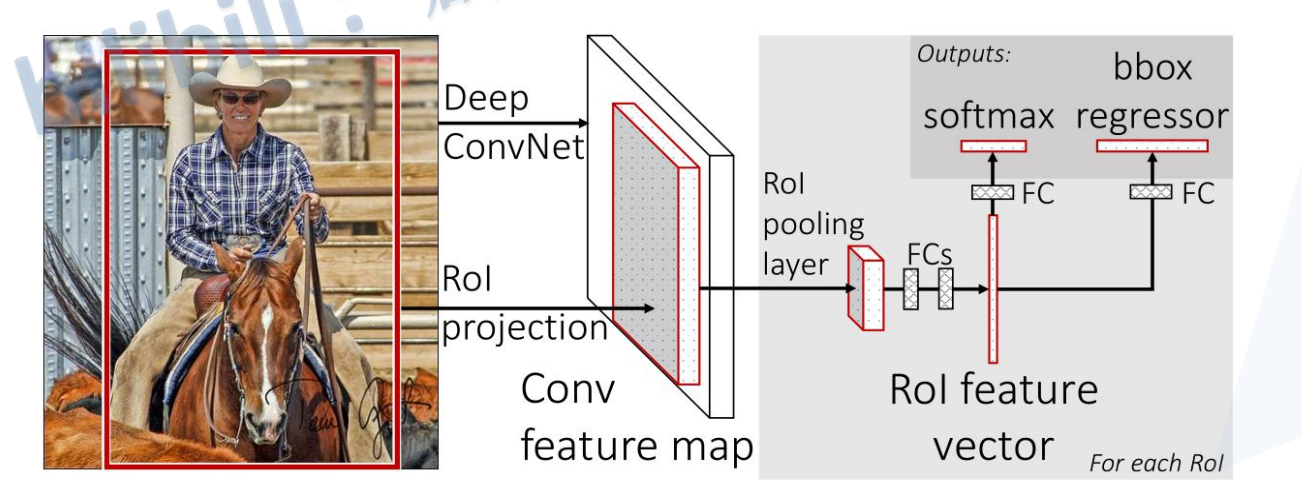 bilibili：
Deep
ConvNet
RoI
projection
Conv
feature map
RoI
pooling
layer
FCs
Outputs:
softmax
bbox
regressor
FC
FC
RoI feature
vector
For each RoI